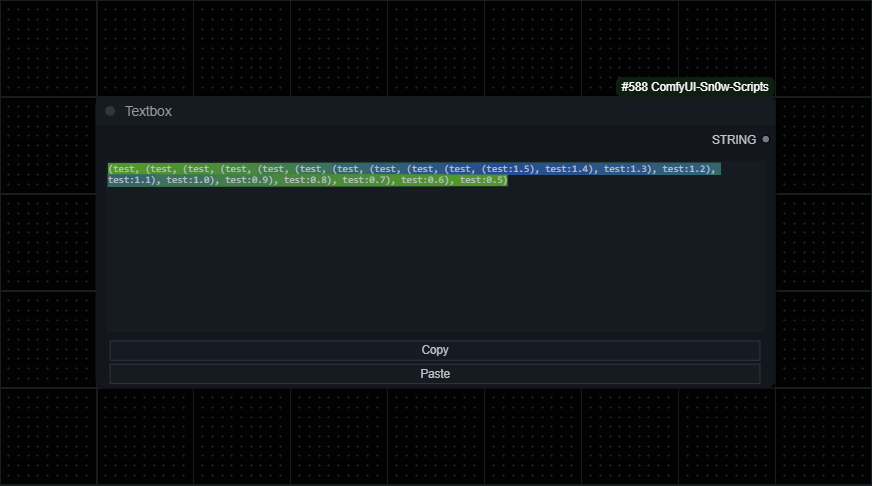 #588 ComfyUI-Sn0w-Scripts
Textbox
STRING
(test, (test, (test, (test, (test, (test, (test, (test, (test, (test, (test:1.5), test:1.4), test:1.3), test:1.2),
test:1.1), test:1.0), test:0.9), test:0.8), test:0.7), test:0.6), test:0.5)
Copy
Paste